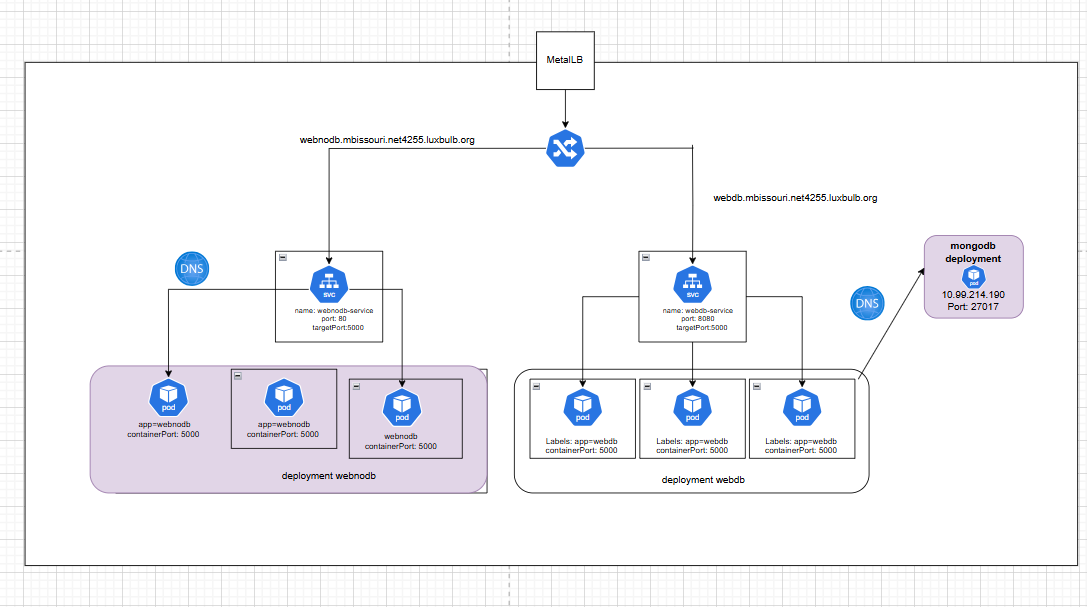 MetalLB
webnodb.mbissouri.net4255.luxbulb.org
webdb.mbissouri.net4255.luxbulb.org
DNS
svc
name: webnodb-service
port: 80
targetPort:5000
svc
name: webdb-service
port: 8080
targetPort:5000
DNS
mongodb
deployment
pod
10.99.214.190
Port: 27017
pod
app=webnodb
containerPort: 5000
pod
app=webnodb
containerPort: 5000
pod
webnodb
containerPort: 5000
deployment webnodb
pod
Labels: app=webdb
containerPort: 5000
pod
Labels: app=webdb
containerPort: 5000
pod
Labels: app=webdb
containerPort: 5000
deployment webdb